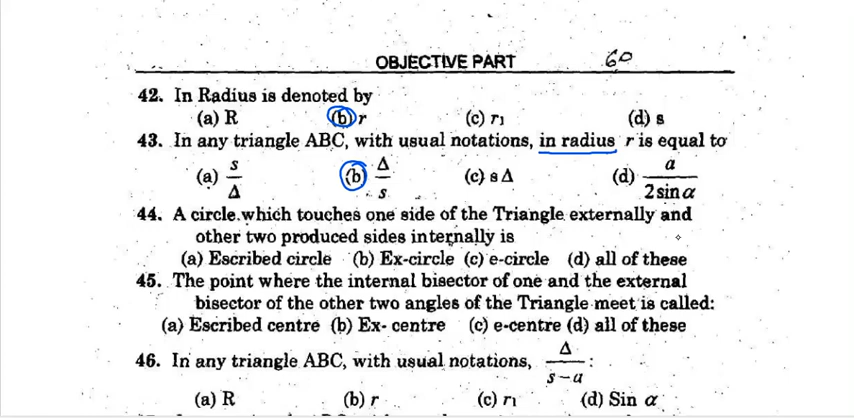 OBJECTIVE PART 60
42. In Radius is denoted by
(a) R (b) r (c) r₁ (d) s
43. In any triangle ABC, with usual notations, in radius r is equal to
(a) s/Δ (b) Δ/s (c) s Δ (d) a/2 sin α
44. A circle which touches one side of the Triangle externally and
other two produced sides internally is
(a) Escribed circle (b) Ex-circle (c) e-circle (d) all of these
45. The point where the internal bisector of one and the external
bisector of the other two angles of the Triangle meet is called:
(a) Escribed centre (b) Ex- centre (c) e-centre (d) all of these
46. In any triangle ABC, with usual notations, Δ/s – a :
(a) R (b) r (c) r₁ (d) Sin α